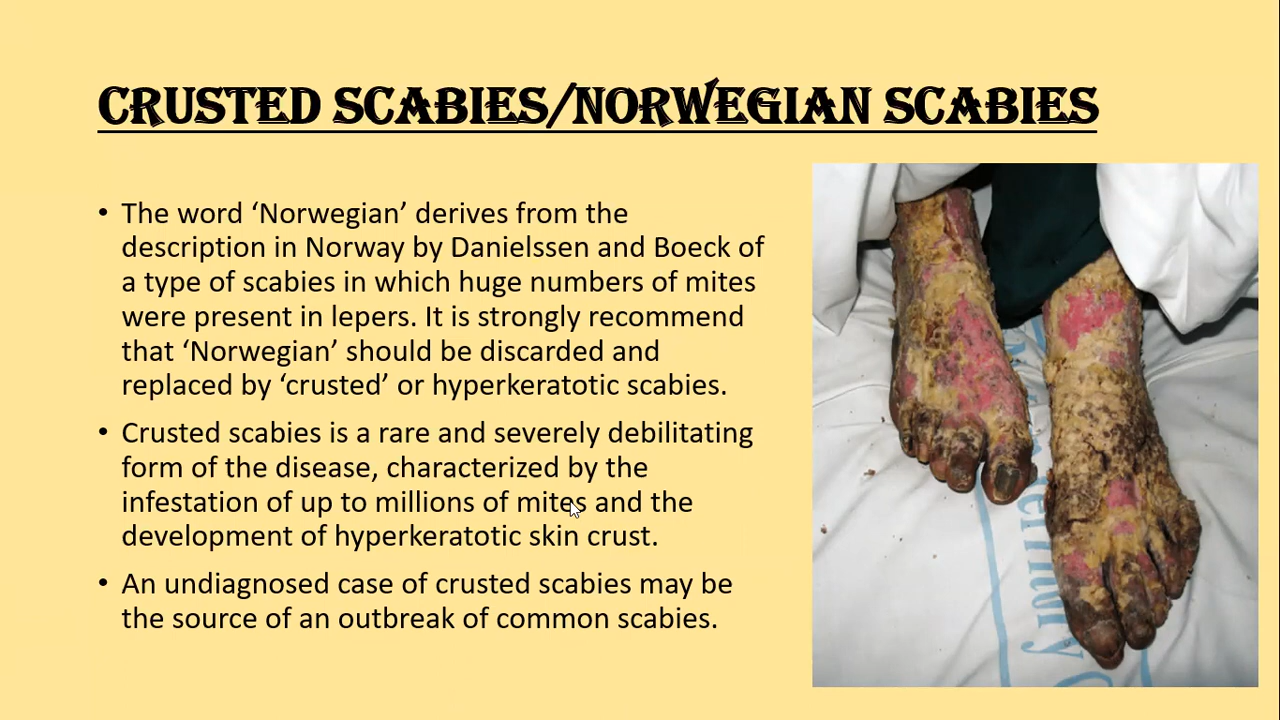 CRUSTED SCABIES/NORWEGIAN SCABIES
• The word ‘Norwegian’ derives from the
description in Norway by Danielssen and Boeck of
a type of scabies in which huge numbers of mites
were present in lepers. It is strongly recommend
that ‘Norwegian’ should be discarded and
replaced by ‘crusted’ or hyperkeratotic scabies.
• Crusted scabies is a rare and severely debilitating
form of the disease, characterized by the
infestation of up to millions of mites and the
development of hyperkeratotic skin crust.
• An undiagnosed case of crusted scabies may be
the source of an outbreak of common scabies.